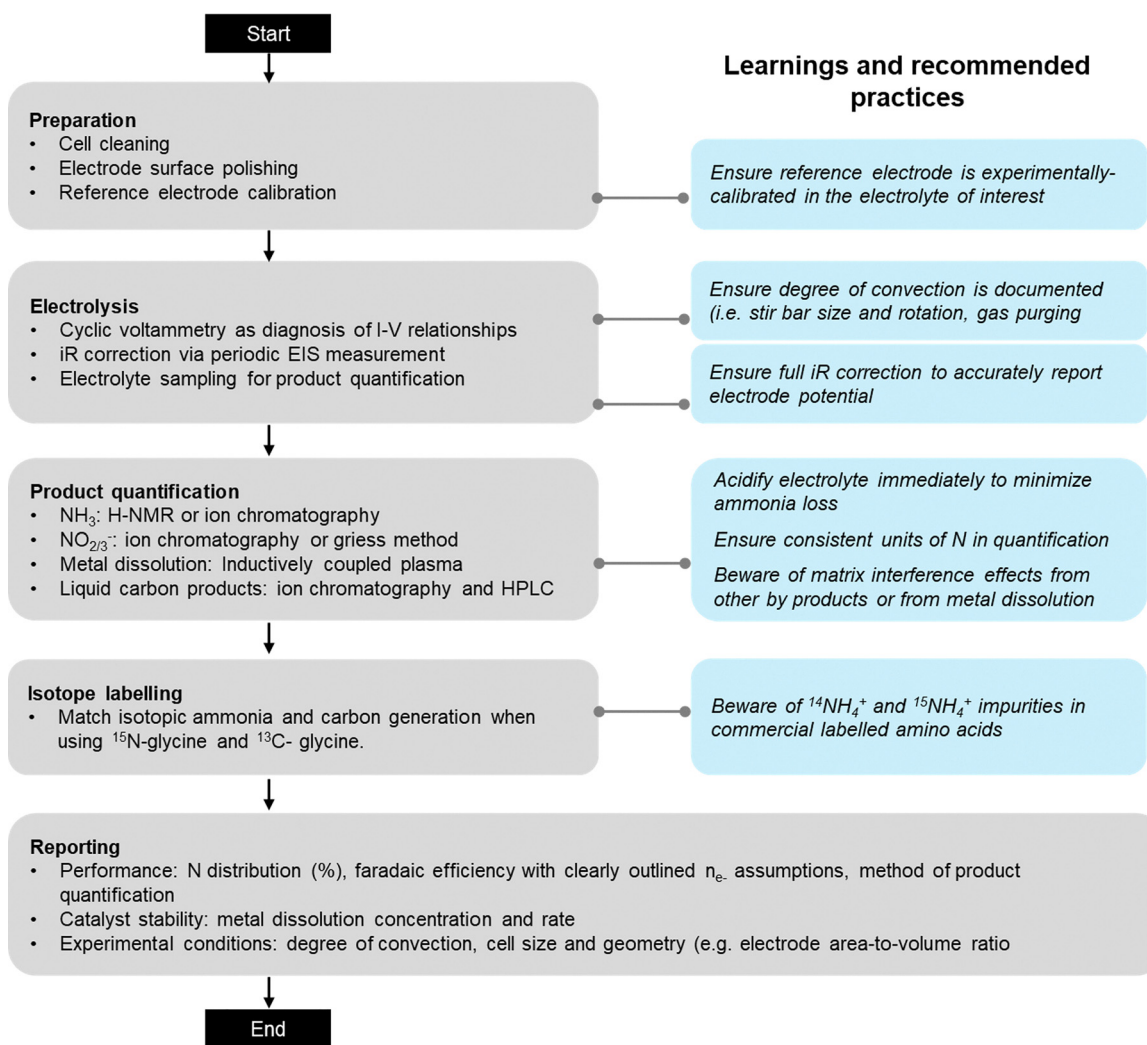 Start
Learnings and recommended
practices
Preparation
• Cell cleaning
• Electrode surface polishing
• Reference electrode calibration
Ensure reference electrode is experimentally-
calibrated in the electrolyte of interest
Electrolysis
• Cyclic voltammetry as diagnosis of I-V relationships
• iR correction via periodic EIS measurement
• Electrolyte sampling for product quantification
Ensure degree of convection is documented
(i.e. stir bar size and rotation, gas purging
Ensure full iR correction to accurately report
electrode potential
Product quantification
• NH₃: H-NMR or ion chromatography
• NO₂/₃⁻: ion chromatography or griess method
• Metal dissolution: Inductively coupled plasma
• Liquid carbon products: ion chromatography and HPLC
Acidify electrolyte immediately to minimize
ammonia loss
Ensure consistent units of N in quantification
Beware of matrix interference effects from
other by products or from metal dissolution
Isotope labelling
• Match isotopic ammonia and carbon generation when
using ¹⁵N-glycine and ¹³C- glycine.
Beware of ¹⁴NH₄⁺ and ¹⁵NH₄⁺ impurities in
commercial labelled amino acids
Reporting
• Performance: N distribution (%), faradaic efficiency with clearly outlined nₑ₋ assumptions, method of product
quantification
• Catalyst stability: metal dissolution concentration and rate
• Experimental conditions: degree of convection, cell size and geometry (e.g. electrode area-to-volume ratio
End